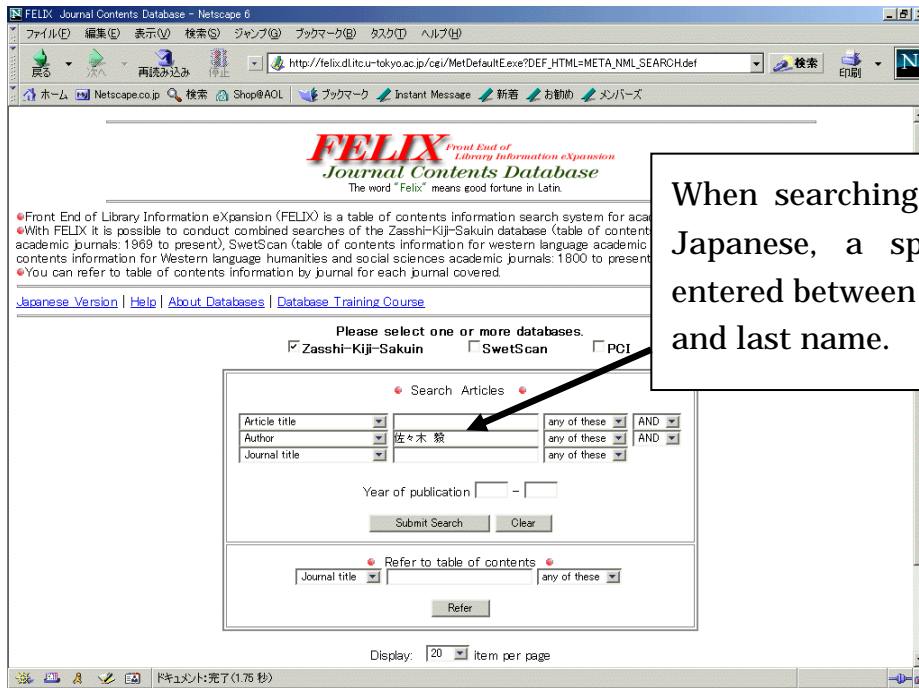 FELIX Journal Contents Database - Netscape 6
ファイル(F) 編集(E) 表示(V) 検索(S) ジャンプ(G) ブックマーク(B) タスク(T) ヘルプ(H)
戻る 次へ 再読み込み 停止 http://felix.dl.itc.u-tokyo.ac.jp/cgi/MetDefaultE.exe?DEF_HTML=META_NML_SEARCH.def 検索 印刷 N
ホーム Netscape.co.jp 検索 Shop@AOL ブックマーク Instant Message 新着 お勧め メンバーズ
FELIX Front End of
Library Information eXpansion
Journal Contents Database
The word "Felix" means good fortune in Latin.
Front End of Library Information eXpansion (FELIX) is a table of contents information search system for aca
With FELIX it is possible to conduct combined searches of the Zasshi-Kiji-Sakuin database (table of content
academic journals: 1969 to present), SwetScan (table of contents information for western language academic
contents information for Western language humanities and social sciences academic journals: 1800 to present
You can refer to table of contents information by journal for each journal covered.
Japanese Version | Help | About Databases | Database Training Course
When searching
Japanese, a sp
entered between
and last name.
Please select one or more databases.
Zasshi-Kiji-Sakuin SwetScan PCI
Search Articles
Article title any of these AND
Author 佐々木 毅 any of these AND
Journal title any of these
Year of publication -
Submit Search Clear
Refer to table of contents
Journal title any of these
Refer
Display: 20 item per page
ドキュメント:完了(1.75 秒)